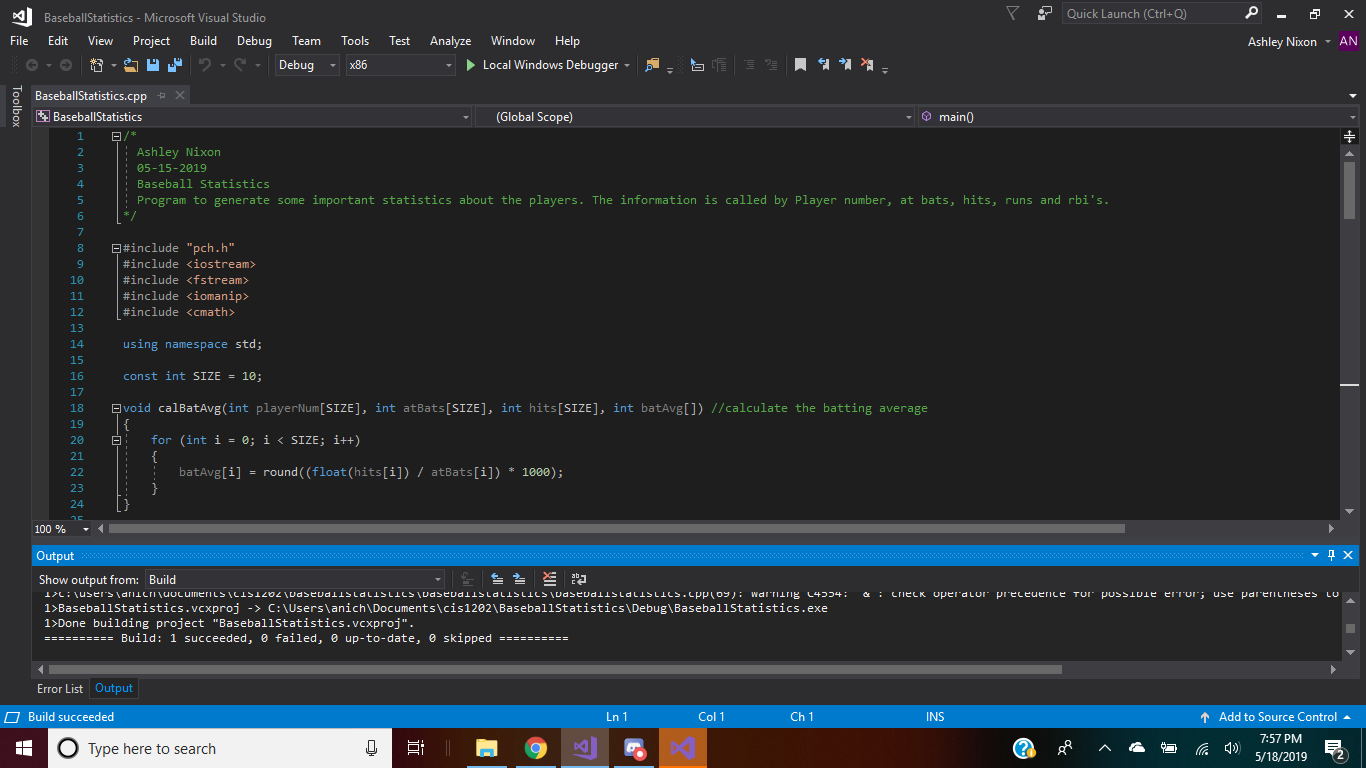 BaseballStatistics - Microsoft Visual Studio
Quick Launch (Ctrl+Q)
File Edit View Project Build Debug Team Tools Test Analyze Window Help
Ashley Nixon AN
Debug x86 Local Windows Debugger
Toolbox
BaseballStatistics.cpp
BaseballStatistics (Global Scope) main()
1 /*
2 Ashley Nixon
3 05-15-2019
4 Baseball Statistics
5 Program to generate some important statistics about the players. The information is called by Player number, at bats, hits, runs and rbi's.
6 */
7
8 #include "pch.h"
9 #include <iostream>
10 #include <fstream>
11 #include <iomanip>
12 #include <cmath>
13
14 using namespace std;
15
16 const int SIZE = 10;
17
18 void calBatAvg(int playerNum[SIZE], int atBats[SIZE], int hits[SIZE], int batAvg[]) //calculate the batting average
19 {
20 for (int i = 0; i < SIZE; i++)
21 {
22 batAvg[i] = round((float(hits[i]) / atBats[i]) * 1000);
23 }
24 }
25
100 %
Output
Show output from: Build
1>c:\users\anich\documents\cis1202\baseballstatistics\baseballstatistics\baseballstatistics.cpp(69): warning C4554: '&': check operator precedence for possible error; use parentheses to
1>BaseballStatistics.vcxproj -> C:\Users\anich\Documents\cis1202\BaseballStatistics\Debug\BaseballStatistics.exe
1>Done building project "BaseballStatistics.vcxproj".
========== Build: 1 succeeded, 0 failed, 0 up-to-date, 0 skipped ==========
Error List Output
Build succeeded Ln 1 Col 1 Ch 1 INS Add to Source Control
Type here to search
7:57 PM
5/18/2019
2